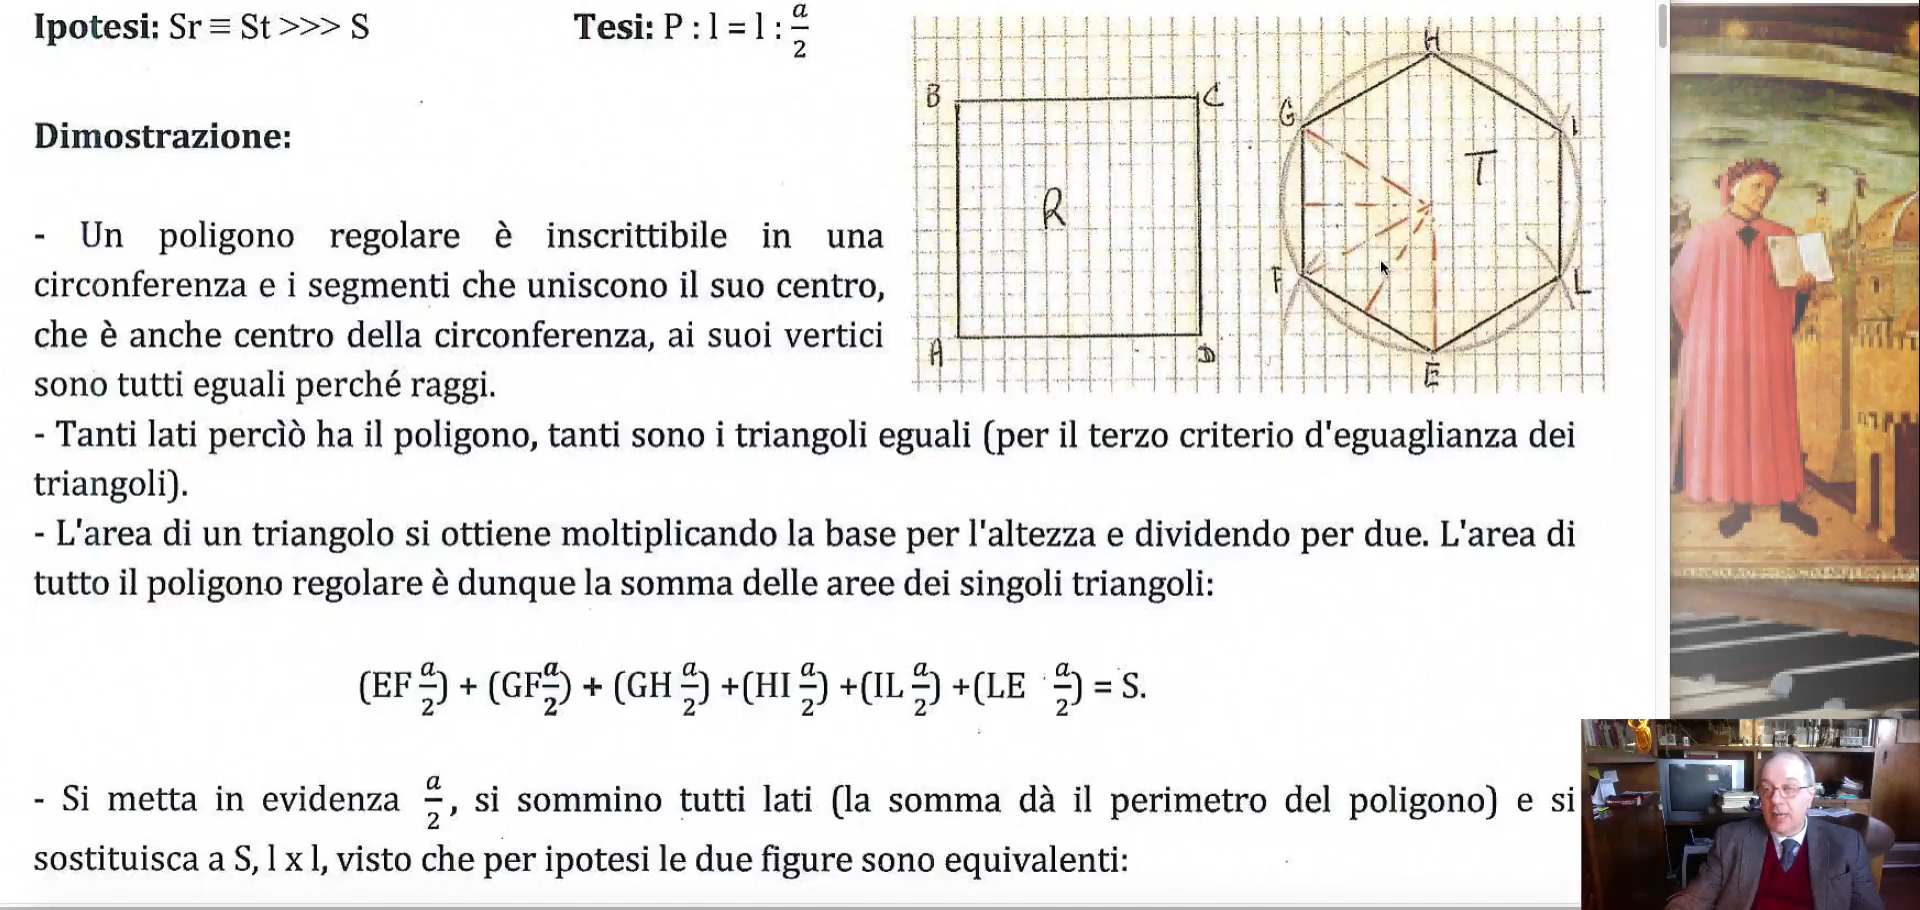 Ipotesi: Sr ≡ St >>> S
Tesi: P : l = l : a/2
Dimostrazione:
- Un poligono regolare è inscrittibile in una
circonferenza e i segmenti che uniscono il suo centro,
che è anche centro della circonferenza, ai suoi vertici
sono tutti eguali perché raggi.
B
C
R
A
D
H
G
I
T
F
L
E
- Tanti lati percìò ha il poligono, tanti sono i triangoli eguali (per il terzo criterio d'eguaglianza dei
triangoli).
- L'area di un triangolo si ottiene moltiplicando la base per l'altezza e dividendo per due. L'area di
tutto il poligono regolare è dunque la somma delle aree dei singoli triangoli:
(EF a/2) + (GF a/2) + (GH a/2) +(HI a/2) +(IL a/2) +(LE a/2) = S.
- Si metta in evidenza a/2, si sommino tutti lati (la somma dà il perimetro del poligono) e si
sostituisca a S, l x l, visto che per ipotesi le due figure sono equivalenti: